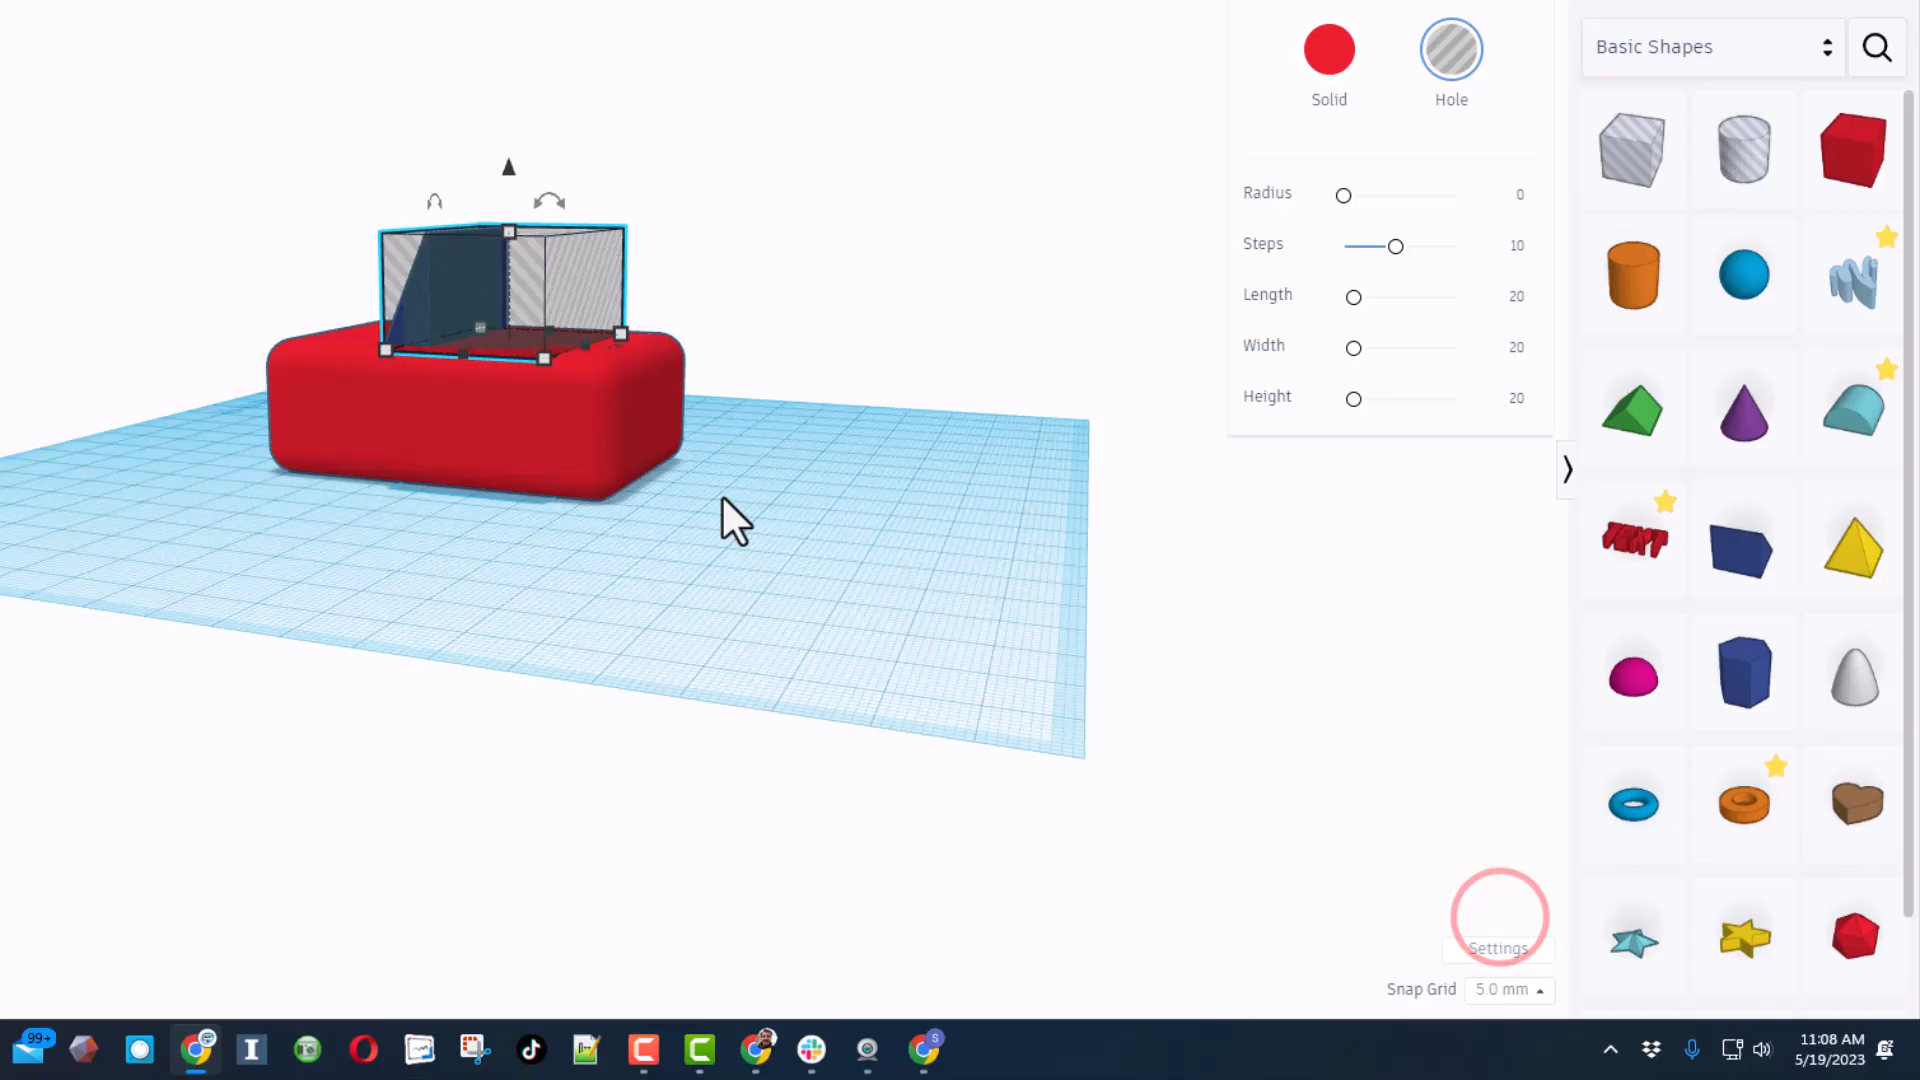 Solid
Hole
Radius 0
Steps 10
Length 20
Width 20
Height 20
Basic Shapes
TEXT
Settings
Snap Grid 5.0 mm
99+
I
S
11:08 AM
5/19/2023